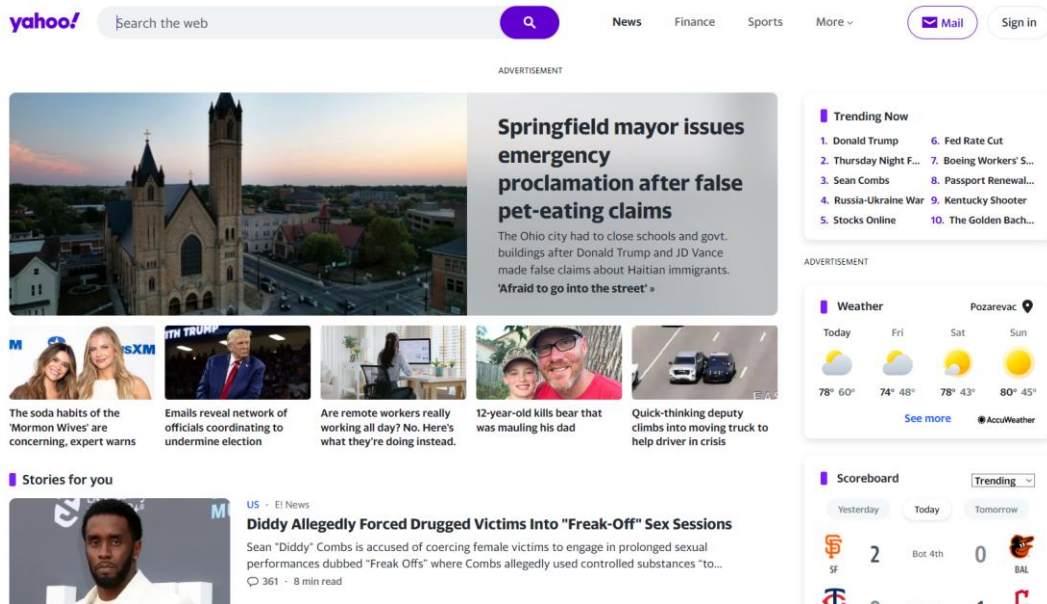 yahoo!
Search the web
News
Finance
Sports
More
Mail
Sign in
ADVERTISEMENT
Springfield mayor issues
emergency
proclamation after false
pet-eating claims
The Ohio city had to close schools and govt.
buildings after Donald Trump and JD Vance
made false claims about Haitian immigrants.
'Afraid to go into the street' »
The soda habits of the
'Mormon Wives' are
concerning, expert warns
Emails reveal network of
officials coordinating to
undermine election
Are remote workers really
working all day? No. Here's
what they're doing instead.
12-year-old kills bear that
was mauling his dad
Quick-thinking deputy
climbs into moving truck to
help driver in crisis
Stories for you
US · E! News
Diddy Allegedly Forced Drugged Victims Into "Freak-Off" Sex Sessions
Sean "Diddy" Combs is accused of coercing female victims to engage in prolonged sexual
performances dubbed "Freak Offs" where Combs allegedly used controlled substances "to...
361 · 8 min read
Trending Now
1. Donald Trump
2. Thursday Night F...
3. Sean Combs
4. Russia-Ukraine War
5. Stocks Online
6. Fed Rate Cut
7. Boeing Workers' S...
8. Passport Renewal...
9. Kentucky Shooter
10. The Golden Bach...
ADVERTISEMENT
Weather
Pozarevac
Today
Fri
Sat
Sun
78° 60°
74° 48°
78° 43°
80° 45°
See more
AccuWeather
Scoreboard
Trending
Yesterday
Today
Tomorrow
SF
2
Bot 4th
0
BAL